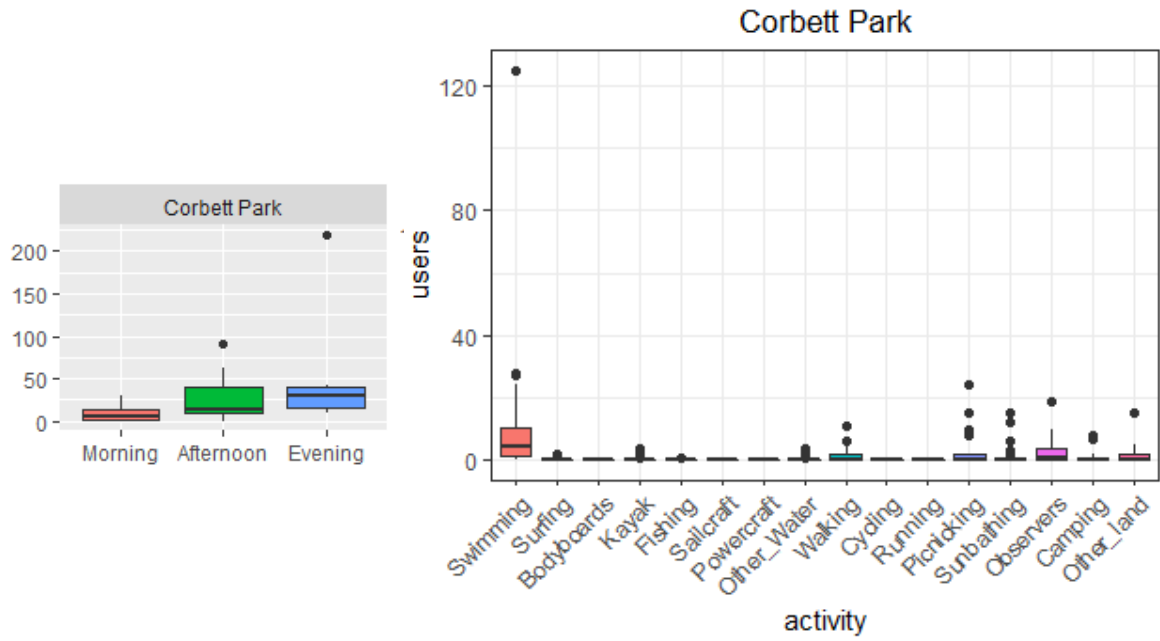 Corbett Park
200
150
100
50
0
Morning Afternoon Evening
Corbett Park
users
120
80
40
0
Swimming
Surfing
Bodyboards
Kayak
Fishing
Sailcraft
Powercraft
Other_Water
Walking
Cycling
Running
Picnicking
Sunbathing
Observers
Camping
Other_land
activity